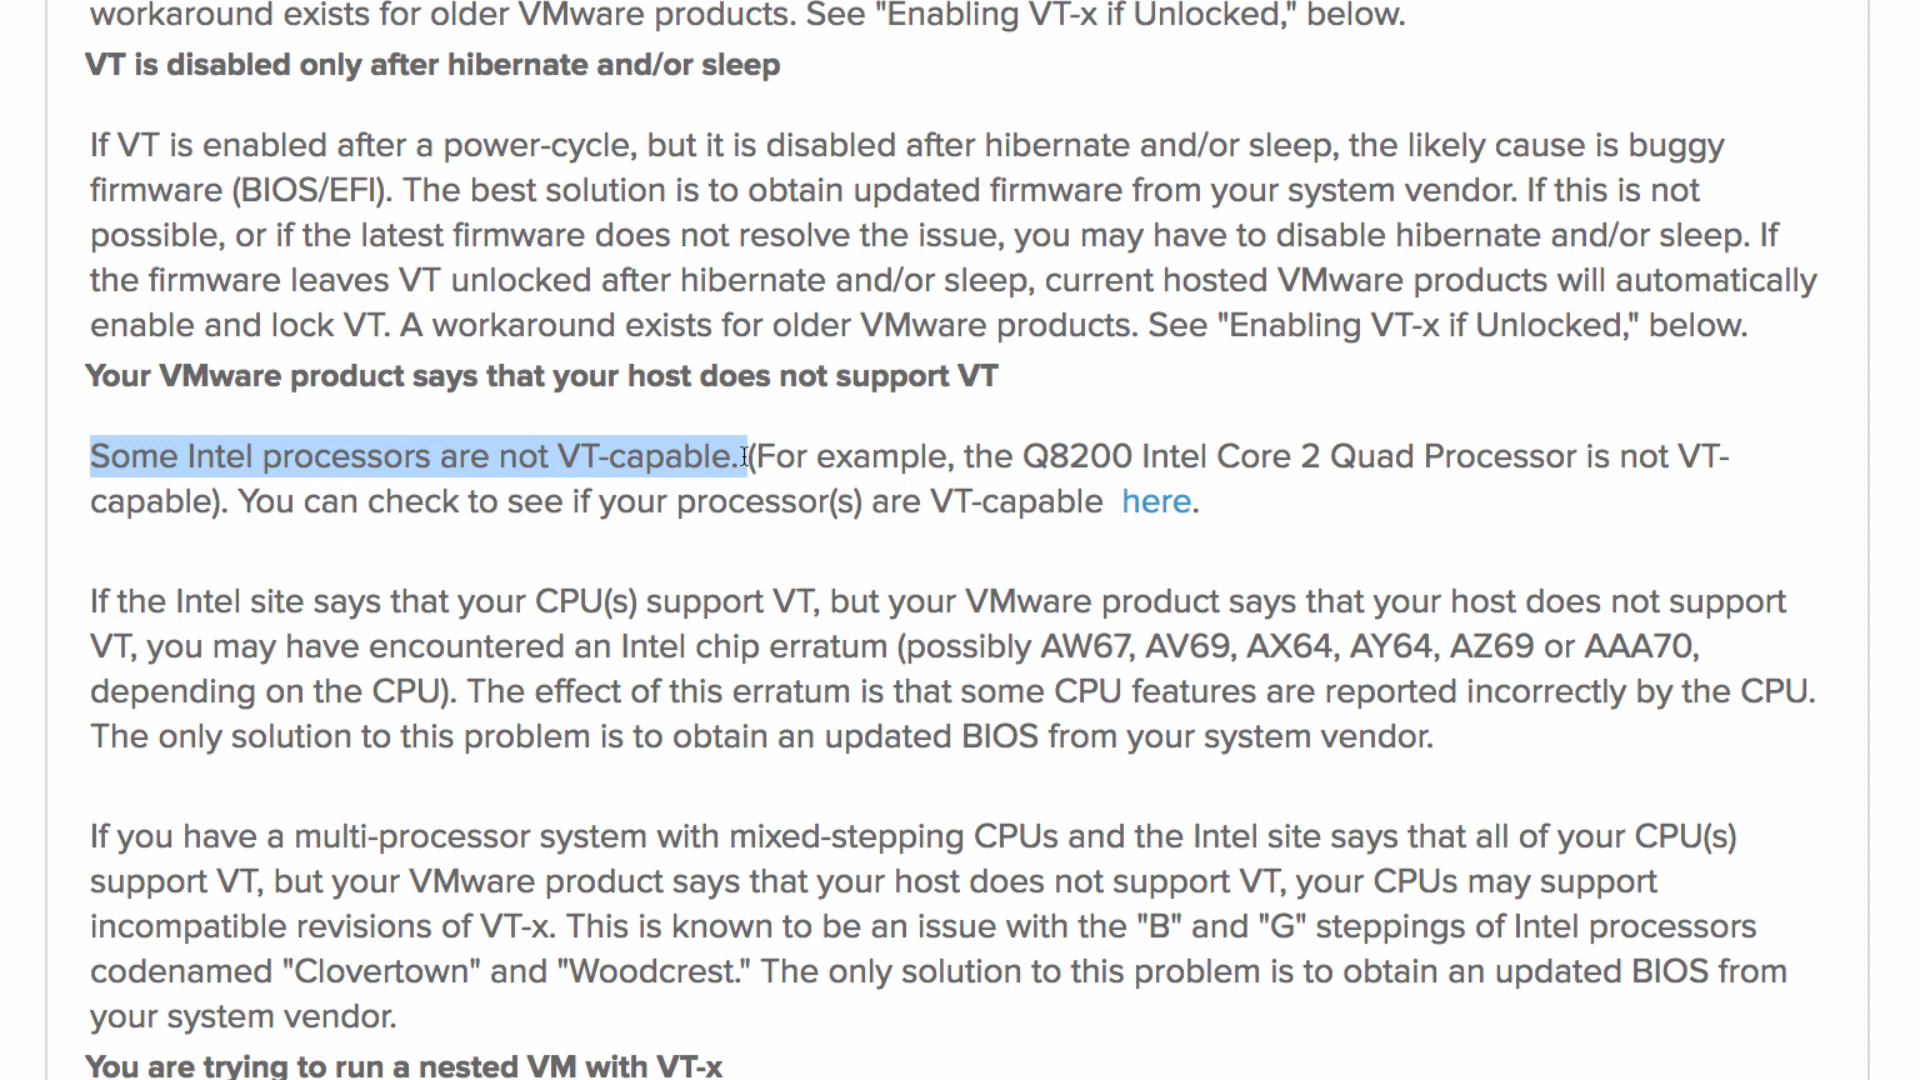 workaround exists for older VMware products. See "Enabling VT-x if Unlocked," below.
VT is disabled only after hibernate and/or sleep
If VT is enabled after a power-cycle, but it is disabled after hibernate and/or sleep, the likely cause is buggy
firmware (BIOS/EFI). The best solution is to obtain updated firmware from your system vendor. If this is not
possible, or if the latest firmware does not resolve the issue, you may have to disable hibernate and/or sleep. If
the firmware leaves VT unlocked after hibernate and/or sleep, current hosted VMware products will automatically
enable and lock VT. A workaround exists for older VMware products. See "Enabling VT-x if Unlocked," below.
Your VMware product says that your host does not support VT
Some Intel processors are not VT-capable. (For example, the Q8200 Intel Core 2 Quad Processor is not VT-
capable). You can check to see if your processor(s) are VT-capable here.
If the Intel site says that your CPU(s) support VT, but your VMware product says that your host does not support
VT, you may have encountered an Intel chip erratum (possibly AW67, AV69, AX64, AY64, AZ69 or AAA70,
depending on the CPU). The effect of this erratum is that some CPU features are reported incorrectly by the CPU.
The only solution to this problem is to obtain an updated BIOS from your system vendor.
If you have a multi-processor system with mixed-stepping CPUs and the Intel site says that all of your CPU(s)
support VT, but your VMware product says that your host does not support VT, your CPUs may support
incompatible revisions of VT-x. This is known to be an issue with the "B" and "G" steppings of Intel processors
codenamed "Clovertown" and "Woodcrest." The only solution to this problem is to obtain an updated BIOS from
your system vendor.
You are trying to run a nested VM with VT-x